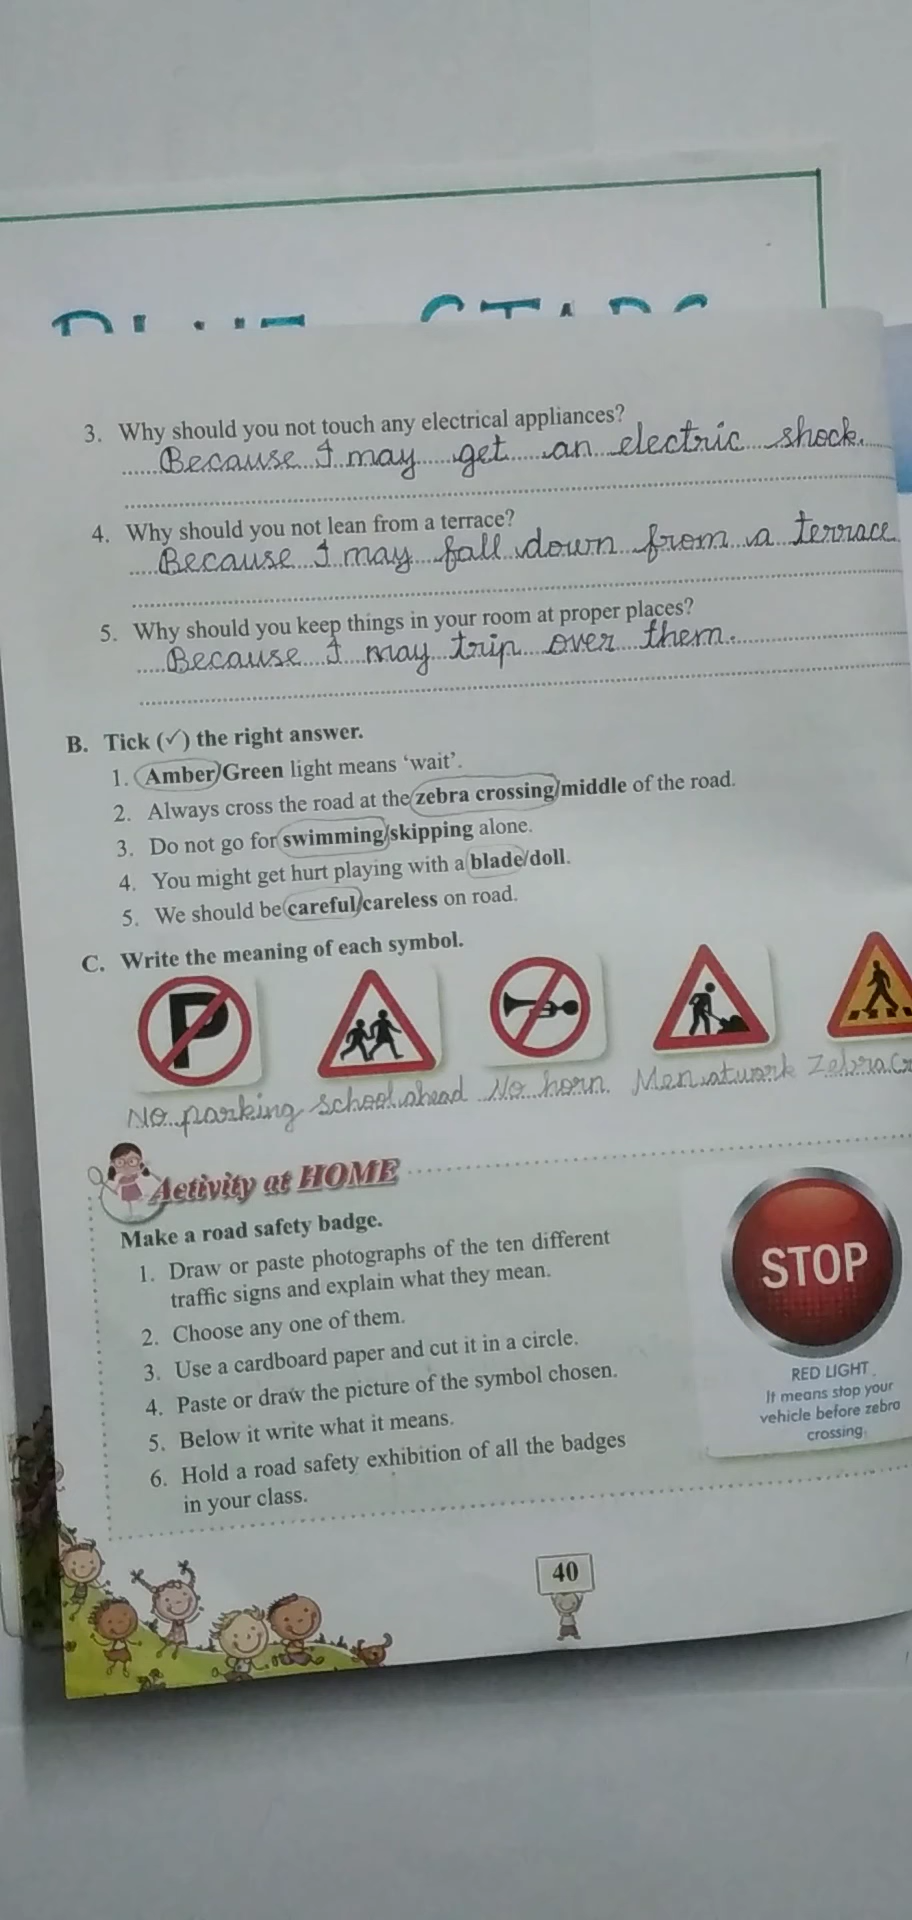 3. Why should you not touch any electrical appliances?
Because I may get an electric shock.
4. Why should you not lean from a terrace?
Because I may fall down from a terrace
5. Why should you keep things in your room at proper places?
Because I may trip over them.
B. Tick (✓) the right answer.
1. Amber/Green light means ‘wait’.
2. Always cross the road at the zebra crossing/middle of the road.
3. Do not go for swimming/skipping alone.
4. You might get hurt playing with a blade/doll.
5. We should be careful/careless on road.
C. Write the meaning of each symbol.
P
No parking school ahead No horn. Men at work Zebra
Activity at HOME
Make a road safety badge.
1. Draw or paste photographs of the ten different
traffic signs and explain what they mean.
2. Choose any one of them.
3. Use a cardboard paper and cut it in a circle.
4. Paste or draw the picture of the symbol chosen.
5. Below it write what it means.
6. Hold a road safety exhibition of all the badges
in your class.
STOP
RED LIGHT
It means stop your
vehicle before zebra
crossing.
40